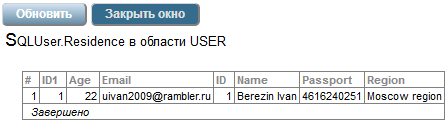 Обновить Закрыть окно
SQLUser.Residence в области USER
# ID1 Age Email ID Name Passport Region
1 1 22 uivan2009@rambler.ru 1 Berezin Ivan 4616240251 Moscow region
Завершено